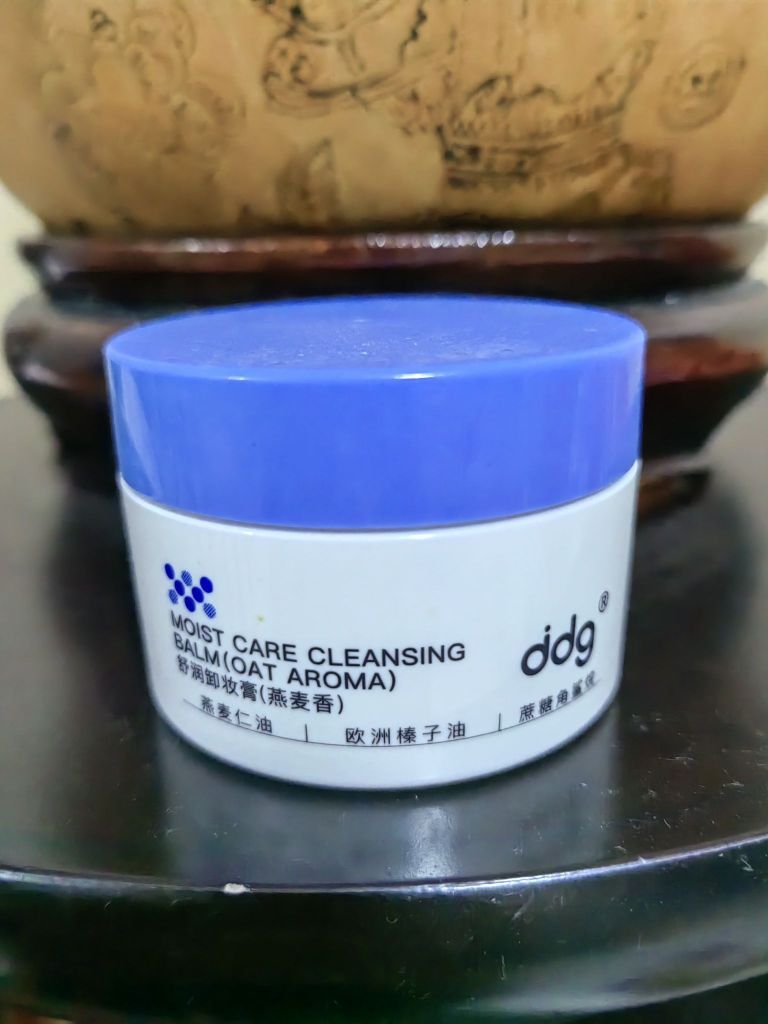 MOIST CARE CLEANSING
BALM(OAT AROMA)
舒润卸妆膏(燕麦香)
ddg®
燕麦仁油 | 欧洲榛子油 | 蔗糖角鲨烷